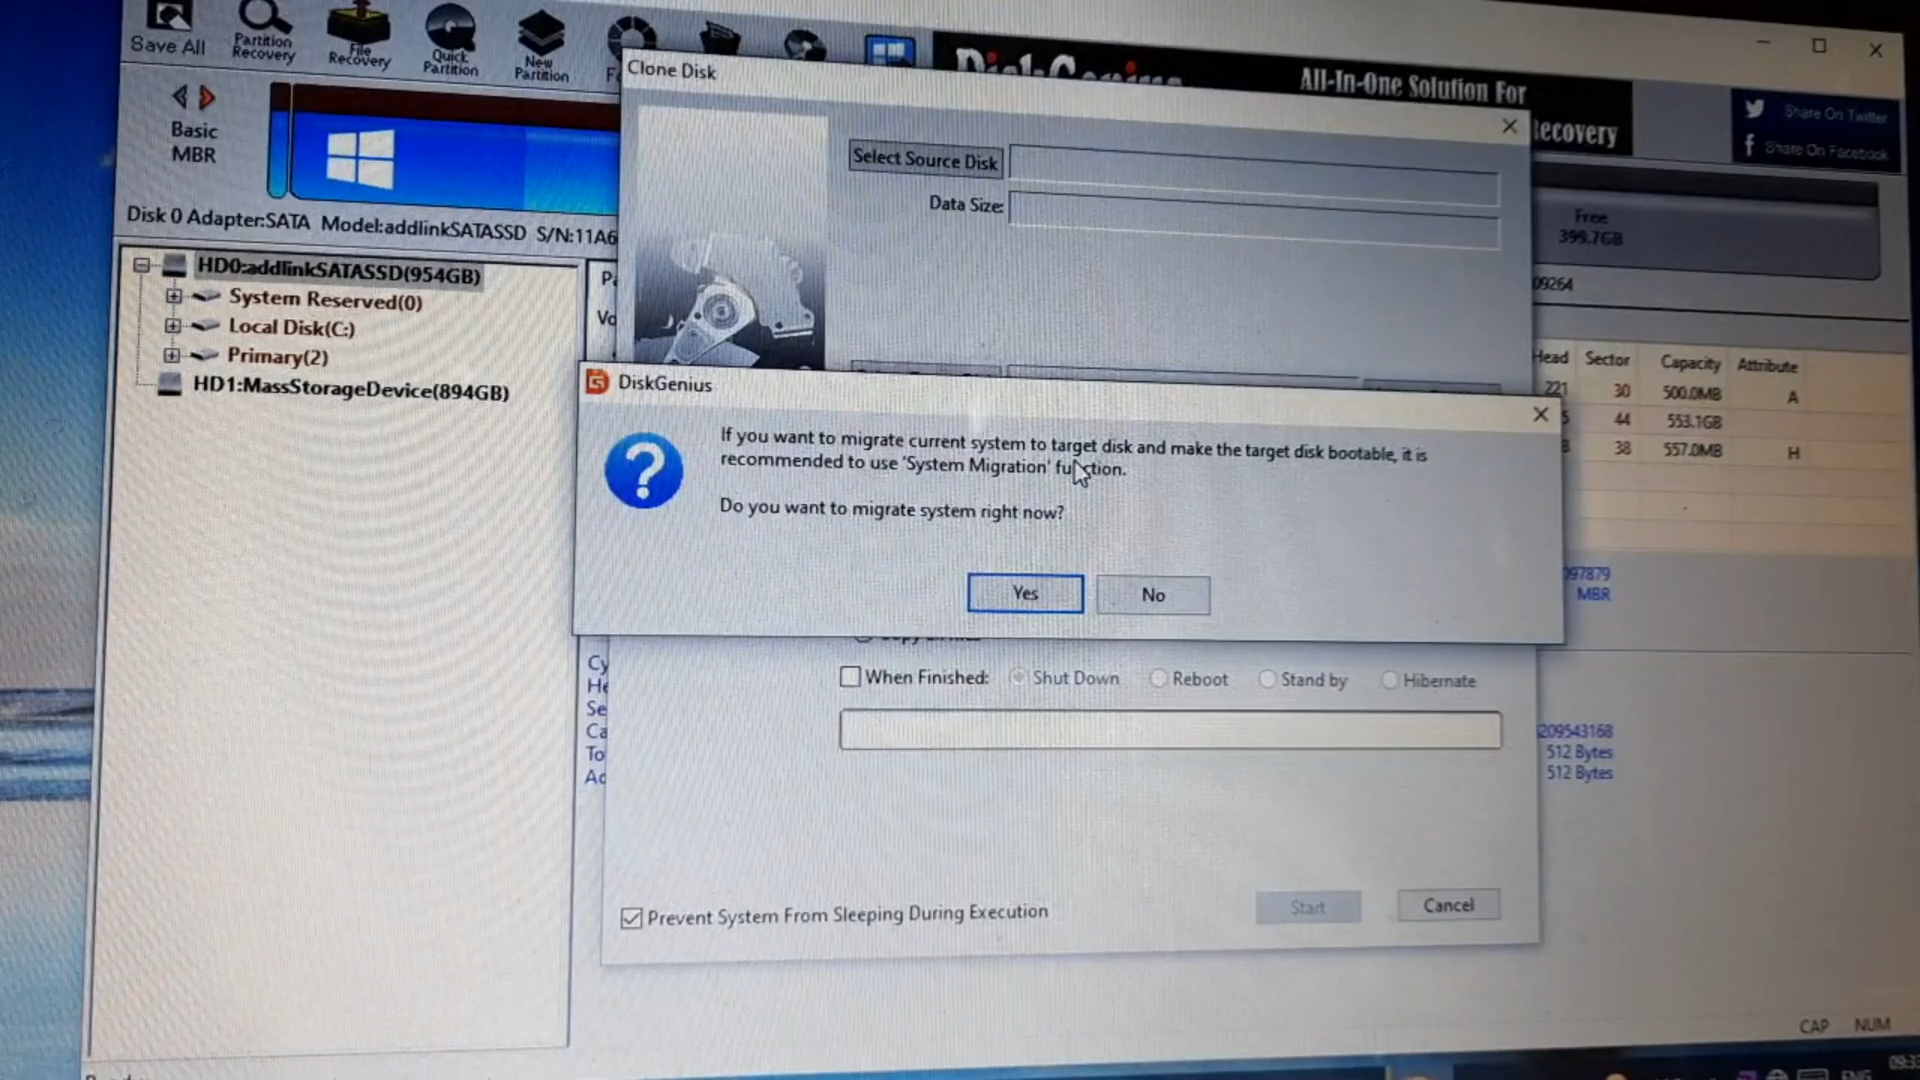 Save All
Partition
Recovery
File
Recovery
Quick
Partition
New
Partition
All-In-One Solution For
Recovery
Share On Twitter
Share On Facebook
Basic
MBR
Disk 0 Adapter:SATA Model:addlinkSATASSD S/N:11A6
HD0:addlinkSATASSD(954GB)
System Reserved(0)
Local Disk(C:)
Primary(2)
HD1:MassStorageDevice(894GB)
Clone Disk
Select Source Disk
Data Size:
Free
399.7GB
09264
Head Sector Capacity Attribute
221 30 500.0MB A
44 553.1GB
38 557.0MB H
DiskGenius
If you want to migrate current system to target disk and make the target disk bootable, it is
recommended to use 'System Migration' function.
Do you want to migrate system right now?
Yes No
97879
MBR
When Finished: Shut Down Reboot Stand by Hibernate
Cy
He
Se
Ca
To
Ad
209543168
512 Bytes
512 Bytes
Prevent System From Sleeping During Execution
Start Cancel
CAP NUM
ENG